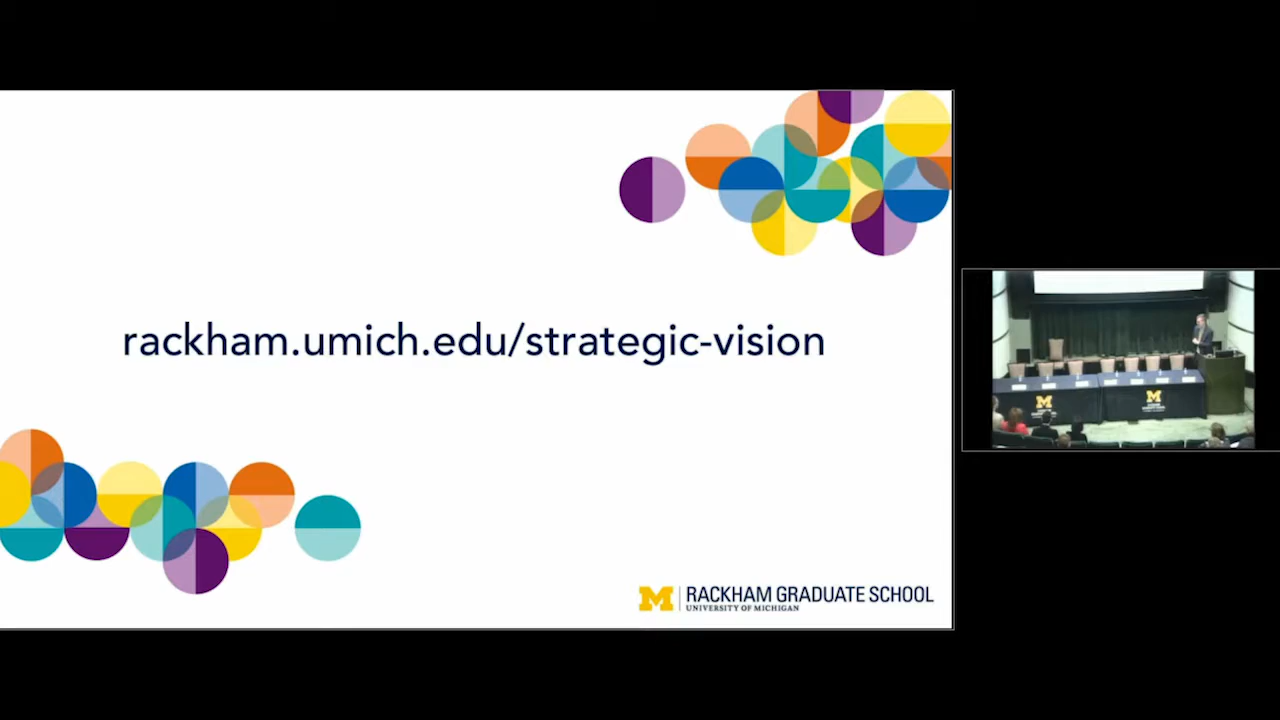 rackham.umich.edu/strategic-vision
M RACKHAM GRADUATE SCHOOL
UNIVERSITY OF MICHIGAN
M
M